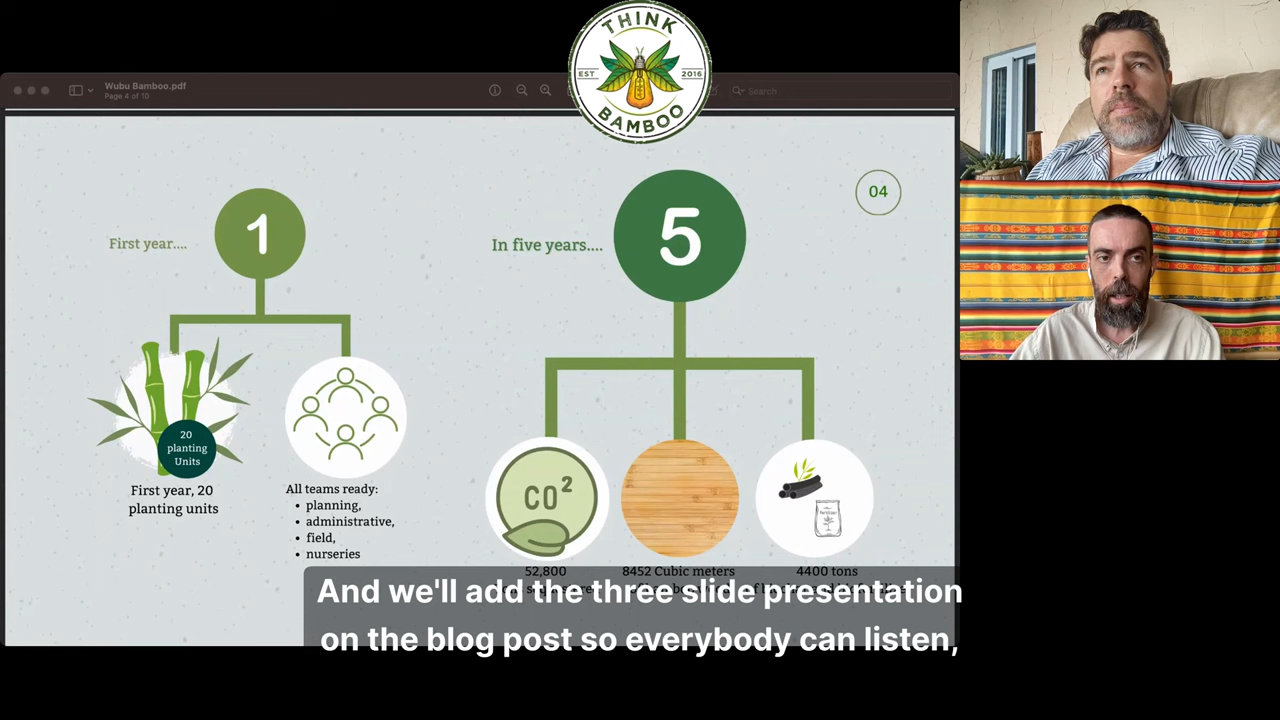 THINK
EST
2016
BAMBOO
Wubu Bamboo.pdf
Page 4 of 10
Search
04
First year....
1
In five years....
5
20
planting
Units
First year, 20
planting units
All teams ready:
• planning,
• administrative,
• field,
• nurseries
CO²
fertilizer
52,800
8452 Cubic meters
4400 tons
And we'll add the three slide presentation
on the blog post so everybody can listen,